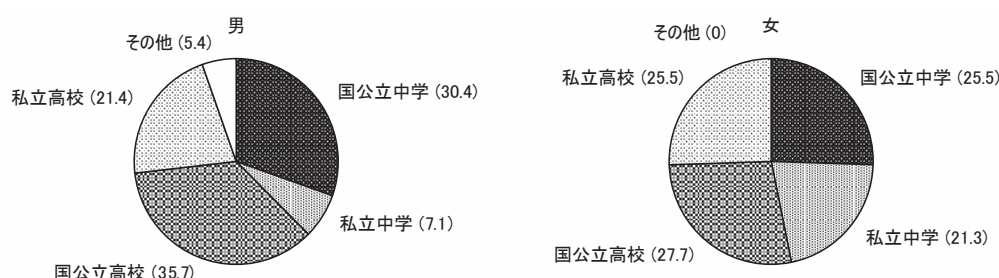 男
その他 (5.4)
国公立中学 (30.4)
私立中学 (7.1)
国公立高校 (35.7)
私立高校 (21.4)
女
その他 (0)
国公立中学 (25.5)
私立中学 (21.3)
国公立高校 (27.7)
私立高校 (25.5)